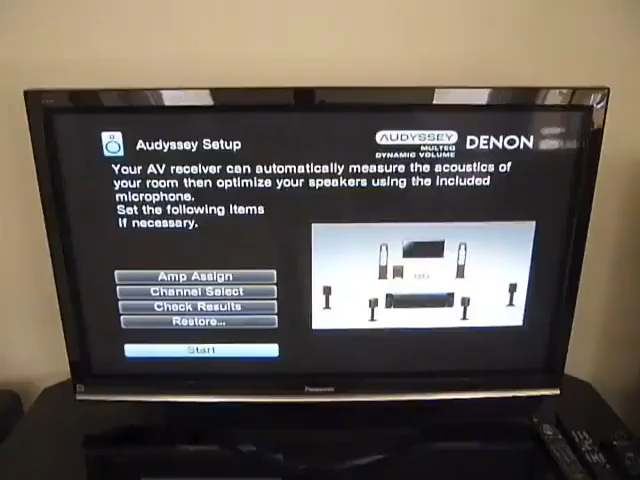 Audyssey Setup
AUDYSSEY
MULTEQ
DYNAMIC VOLUME
DENON
Your AV receiver can automatically measure the acoustics of
your room then optimize your speakers using the included
microphone.
Set the following items
if necessary.
Amp Assign
Channel Select
Check Results
Restore...
Start
Panasonic